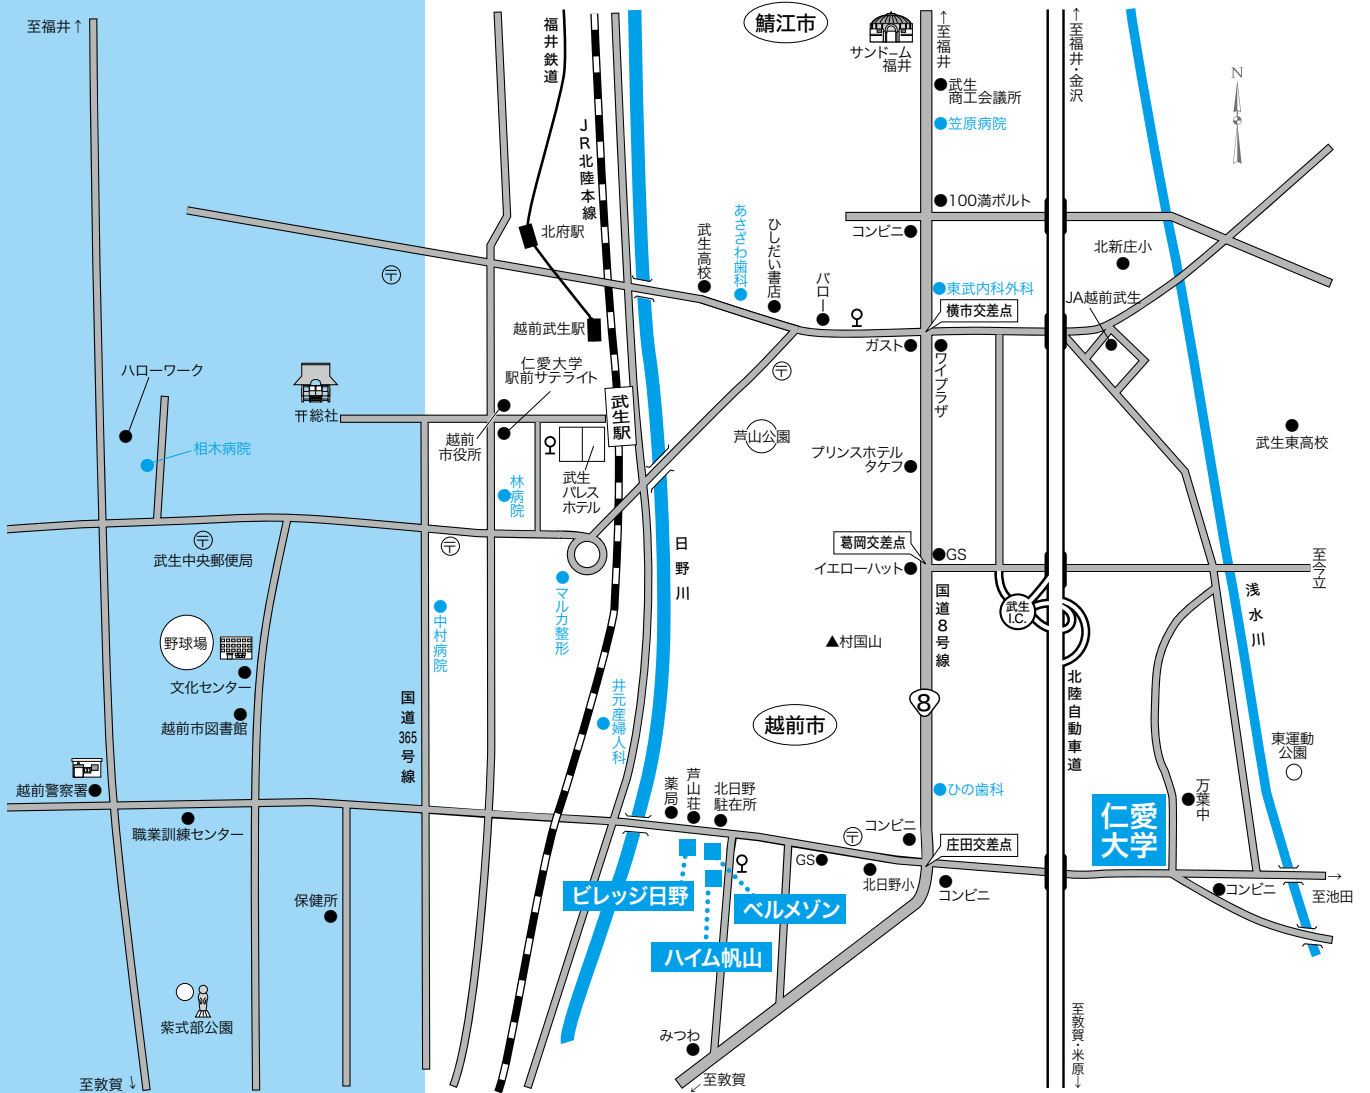 至福井↑
福井鉄道
JR北陸本線
鯖江市
サンドーム
福井
←至福井
武生
商工会議所
笠原病院
←至福井・金沢
N
100満ボルト
コンビニ
北新庄小
東武内科外科
JA越前武生
横市交差点
北府駅
武生高校
あさざわ歯科
ひしだい書店
バロー
〒
越前武生駅
ガスト
ワイプラザ
仁愛大学
駅前サテライト
武生駅
〒
ハローワーク
总社
相木病院
越前
市役所
林病院
武生
パレス
ホテル
芦山公園
プリンスホテル
タケフ
武生東高校
〒
武生中央郵便局
〒
マルカ整形
日野川
葛岡交差点
GS
イエローハット
至今立
武生
I.C.
浅水川
国道8号線
▲村国山
野球場
文化センター
越前市図書館
中村病院
国道365号線
井元産婦人科
越前市
8
北陸自動車道
東運動
公園
越前警察署
職業訓練センター
薬局
芦山荘
北日野
駐在所
ひの歯科
仁愛
大学
万葉中
コンビニ
〒
庄田交差点
GS
北日野小
コンビニ
コンビニ
→
至池田
ビレッジ日野
ベルメゾン
ハイム帆山
保健所
紫式部公園
みつわ
至敦賀↓
至敦賀
←
至敦賀・米原→